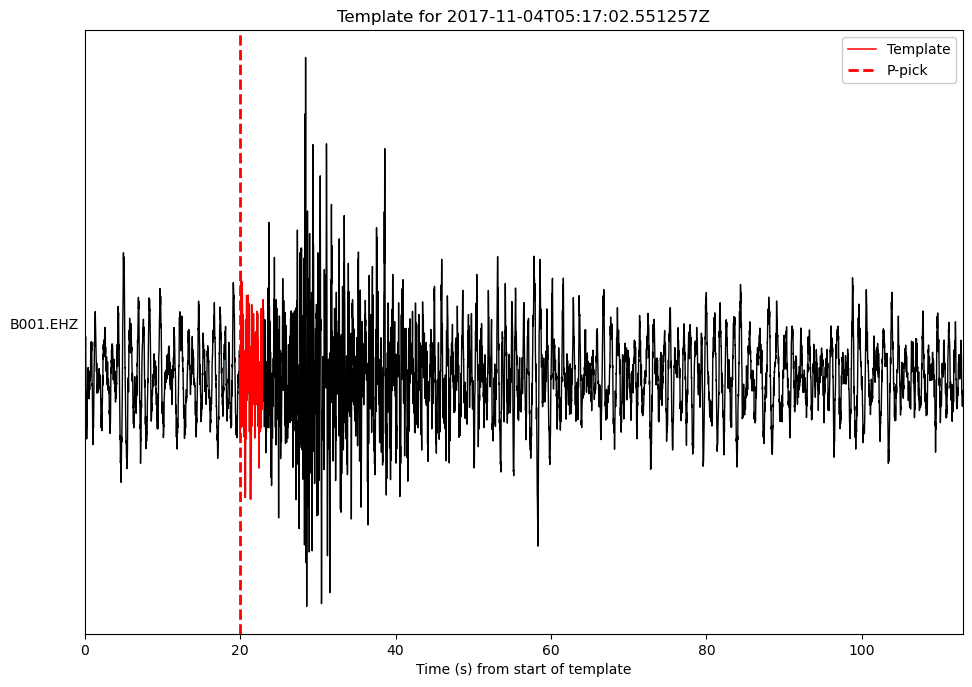 Template for 2017-11-04T05:17:02.551257Z
Template
P-pick
B001.EHZ
0 20 40 60 80 100
Time (s) from start of template